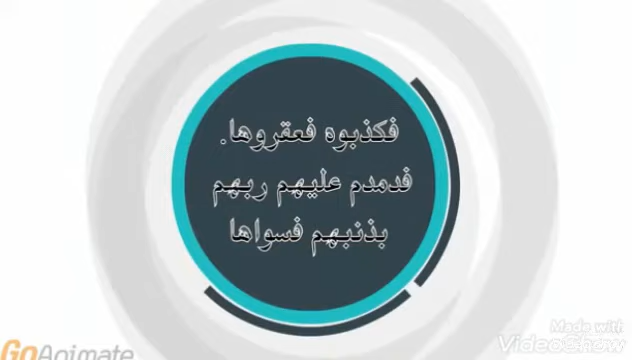 فكذبوه فعقروها.
فدمدم عليهم ربهم
بذنبهم فسواها
GoAnimate
Made with
VideoShow